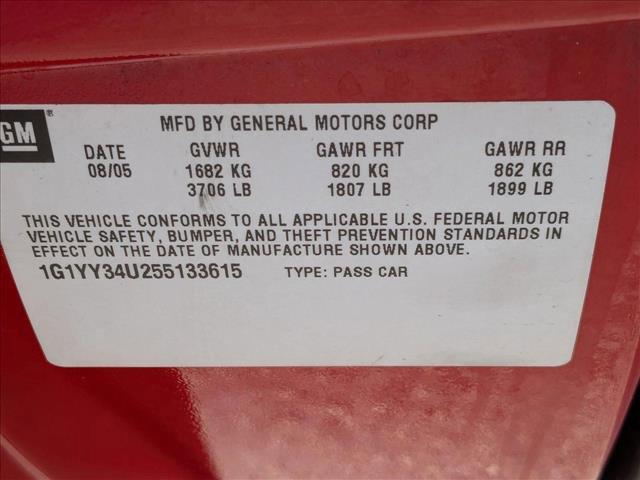 GM
MFD BY GENERAL MOTORS CORP
DATE GVWR GAWR FRT GAWR RR
08/05 1682 KG 820 KG 862 KG
3706 LB 1807 LB 1899 LB
THIS VEHICLE CONFORMS TO ALL APPLICABLE U.S. FEDERAL MOTOR
VEHICLE SAFETY, BUMPER, AND THEFT PREVENTION STANDARDS IN
EFFECT ON THE DATE OF MANUFACTURE SHOWN ABOVE.
1G1YY34U255133615 TYPE: PASS CAR